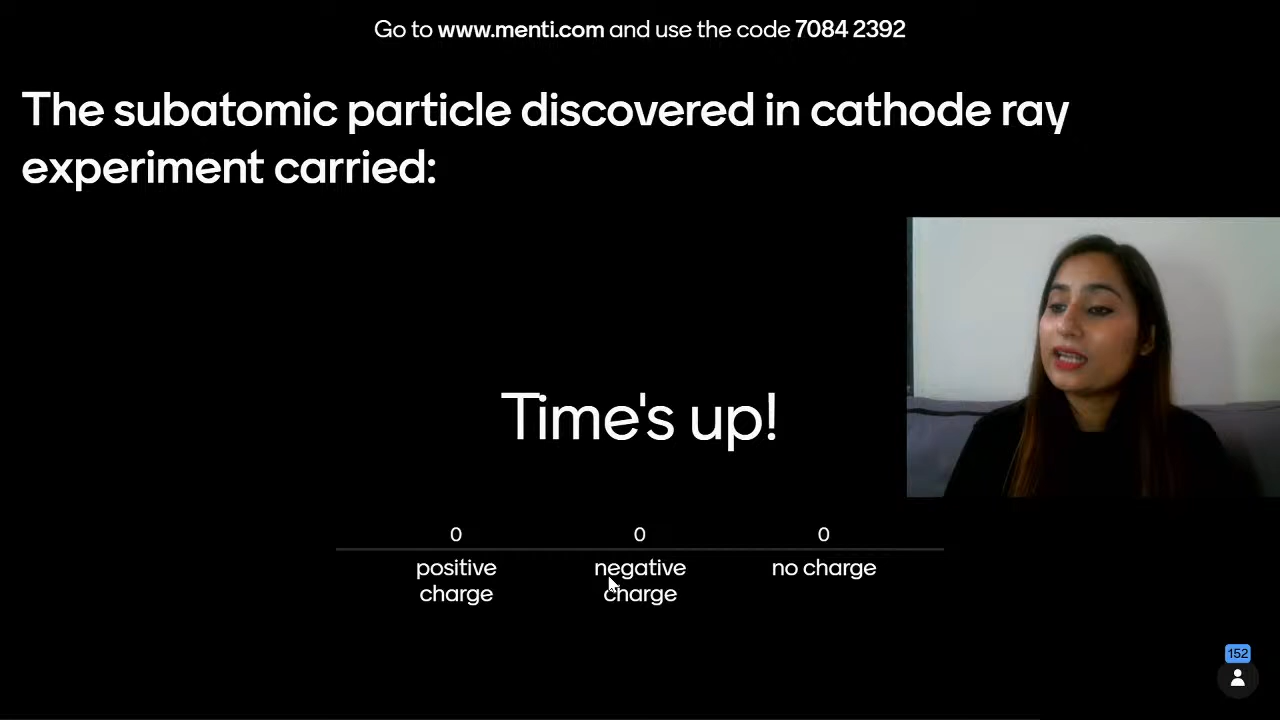 Go to www.menti.com and use the code 7084 2392
The subatomic particle discovered in cathode ray
experiment carried:
Time's up!
0 0 0
positive negative no charge
charge charge
152